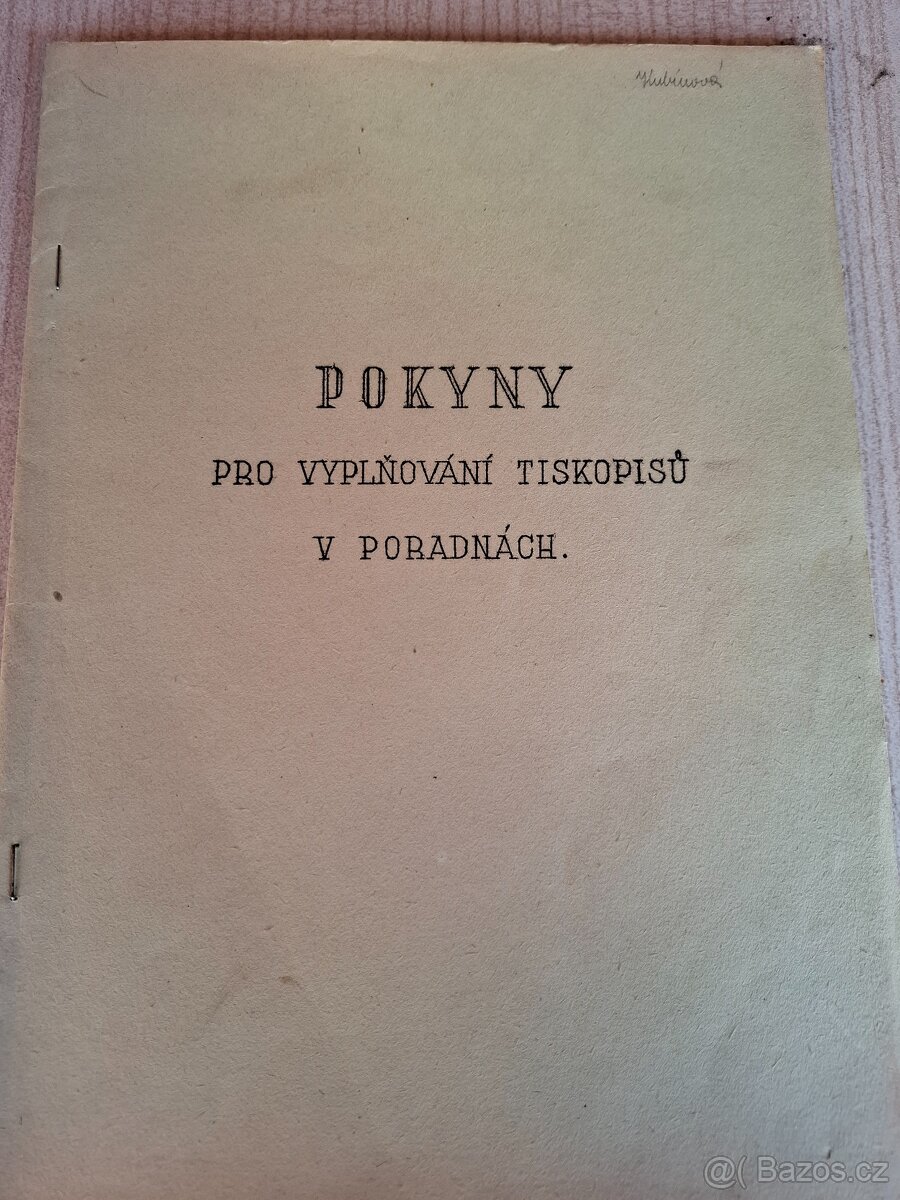 POKYNY
PRO VYPLŇOVÁNÍ TISKOPISŮ
V PORADNÁCH.
@( Bazos.cz